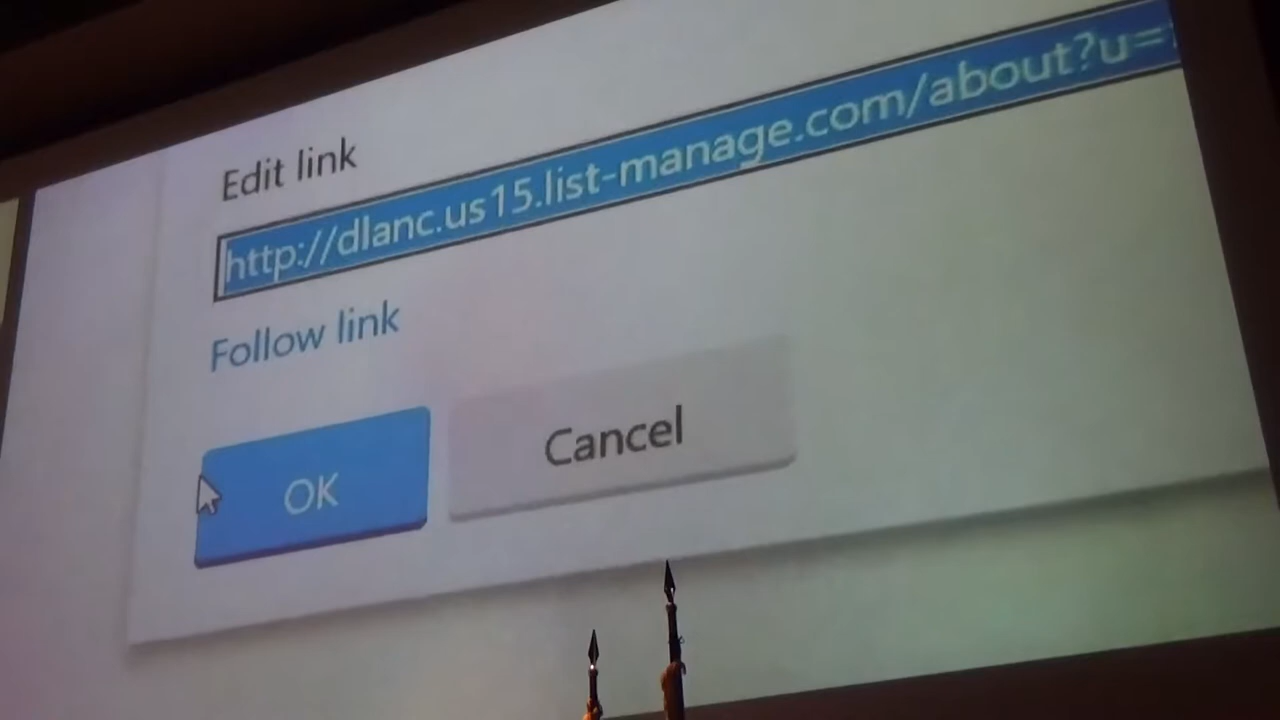 Edit link
http://dlanc.us15.list-manage.com/about?u=
Follow link
OK
Cancel